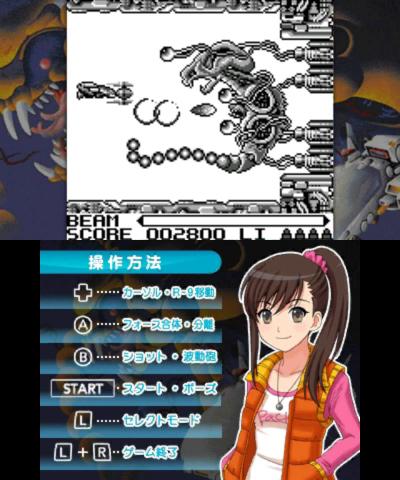 BEAM
SCORE 002800 LI AAAA
操作方法
✚……カーソル・R-9移動
A……フォース合体・分離
B……ショット・波動砲
START…スタート・ポーズ
L……セレクトモード
L+R…ゲーム終了